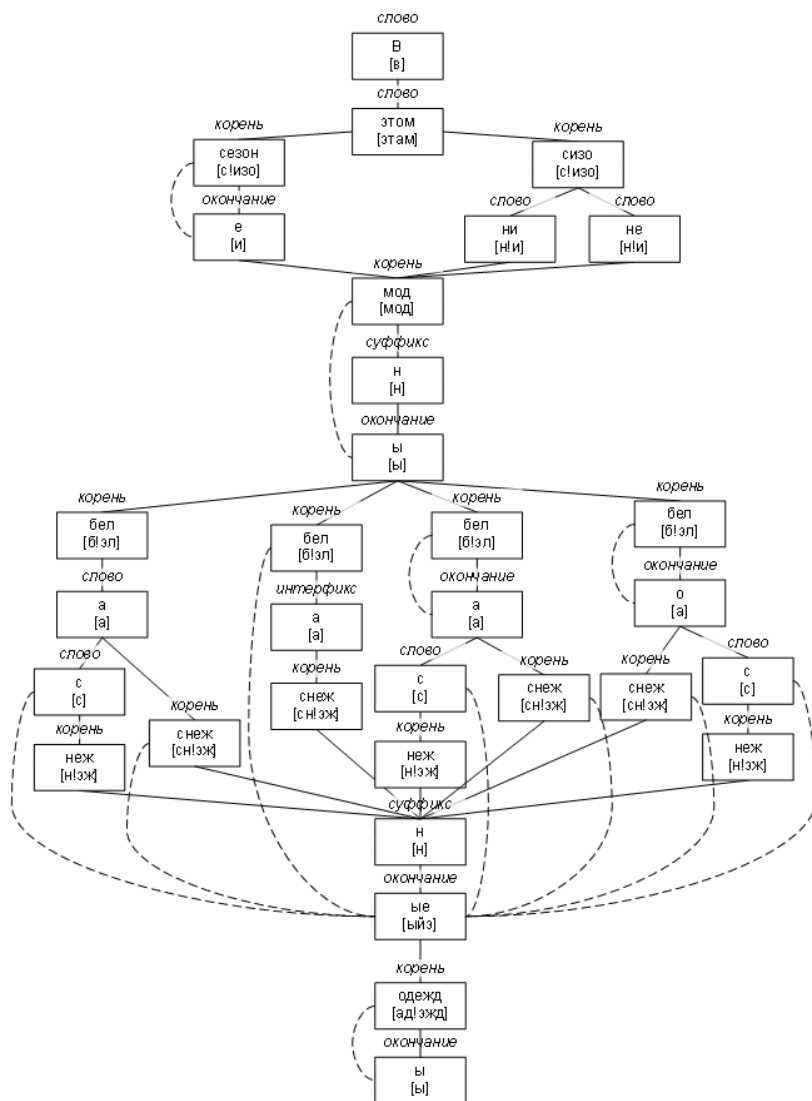 слово
В
[в]
слово
этом
[этам]
корень
корень
сезон
[с!изо]
сизо
[с!изо]
окончание
слово
слово
е
[и]
ни
[н!и]
не
[н!и]
корень
мод
[мод]
суффикс
н
[н]
окончание
ы
[ы]
корень
корень
корень
корень
бел
[б!эл]
бел
[б!эл]
бел
[б!эл]
бел
[б!эл]
слово
интерфикс
окончание
окончание
а
[а]
а
[а]
а
[а]
о
[а]
слово
корень
слово
корень
корень
слово
с
[с]
снеж
[сн!эж]
с
[с]
снеж
[сн!эж]
снеж
[сн!эж]
с
[с]
корень
корень
корень
корень
неж
[н!эж]
снеж
[сн!эж]
неж
[н!эж]
неж
[н!эж]
суффикс
н
[н]
окончание
ые
[ыйэ]
корень
одежд
[ад!эжд]
окончание
ы
[ы]